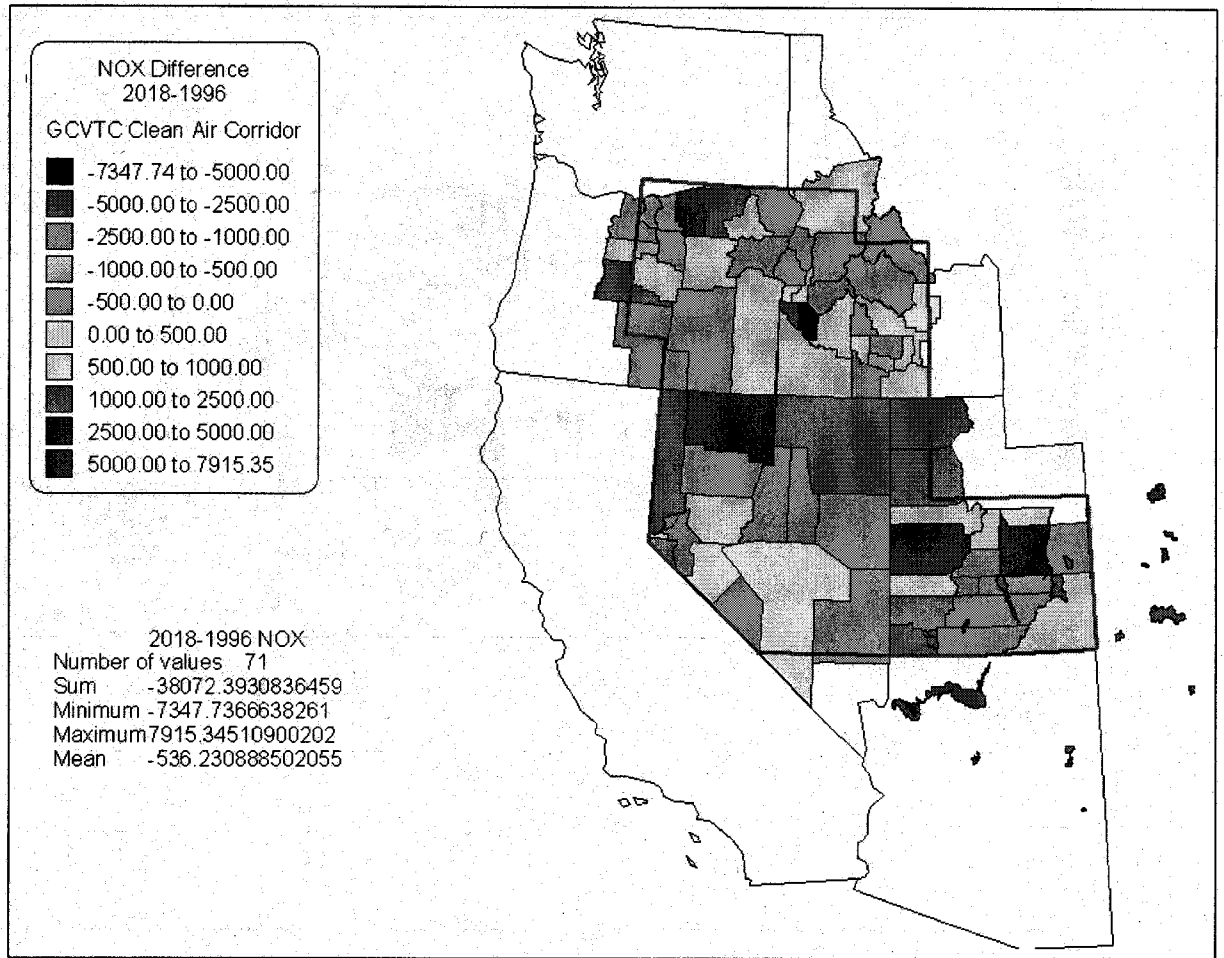 NOX Difference
2018-1996
GCVTC Clean Air Corridor
-7347.74 to -5000.00
-5000.00 to -2500.00
-2500.00 to -1000.00
-1000.00 to -500.00
-500.00 to 0.00
0.00 to 500.00
500.00 to 1000.00
1000.00 to 2500.00
2500.00 to 5000.00
5000.00 to 7915.35
2018-1996 NOX
Number of values 71
Sum -38072.3930836459
Minimum -7347.7366638261
Maximum 7915.34510900202
Mean -536.230888502055